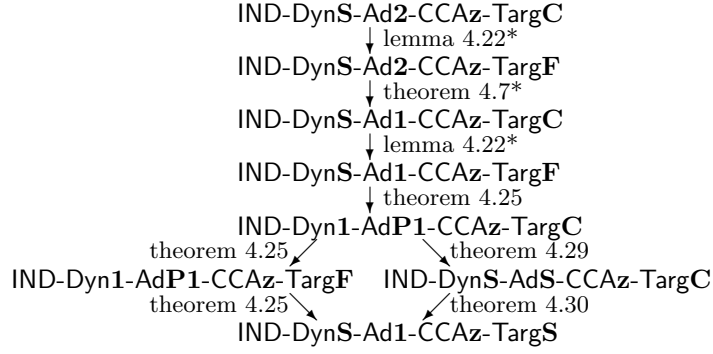 IND-DynS-Ad2-CCAz-TargC
lemma 4.22*
IND-DynS-Ad2-CCAz-TargF
theorem 4.7*
IND-DynS-Ad1-CCAz-TargC
lemma 4.22*
IND-DynS-Ad1-CCAz-TargF
theorem 4.25
IND-Dyn1-AdP1-CCAz-TargC
theorem 4.25 theorem 4.29
IND-Dyn1-AdP1-CCAz-TargF IND-DynS-AdS-CCAz-TargC
theorem 4.25 theorem 4.30
IND-DynS-Ad1-CCAz-TargS